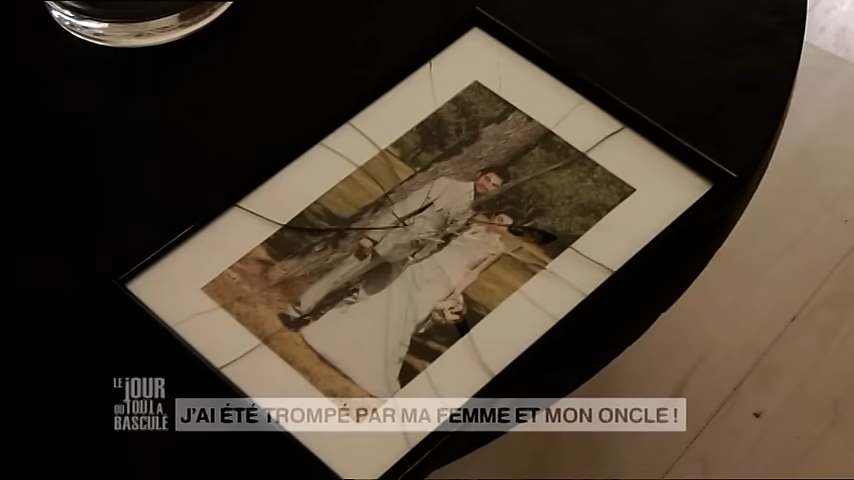 LE JOUR
OÙ TOUT A
BASCULÉ
J'AI ÉTÉ TROMPÉ PAR MA FEMME ET MON ONCLE !